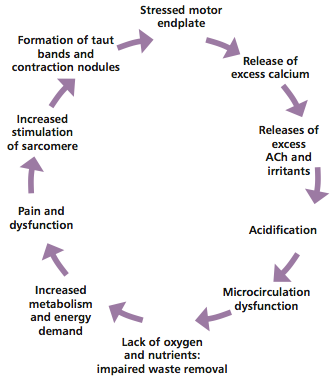 Stressed motor
endplate
Release of
excess calcium
Releases of
excess
ACh and
irritants
Acidification
Microcirculation
dysfunction
Lack of oxygen
and nutrients:
impaired waste removal
Increased
metabolism
and energy
demand
Pain and
dysfunction
Increased
stimulation
of sarcomere
Formation of taut
bands and
contraction nodules